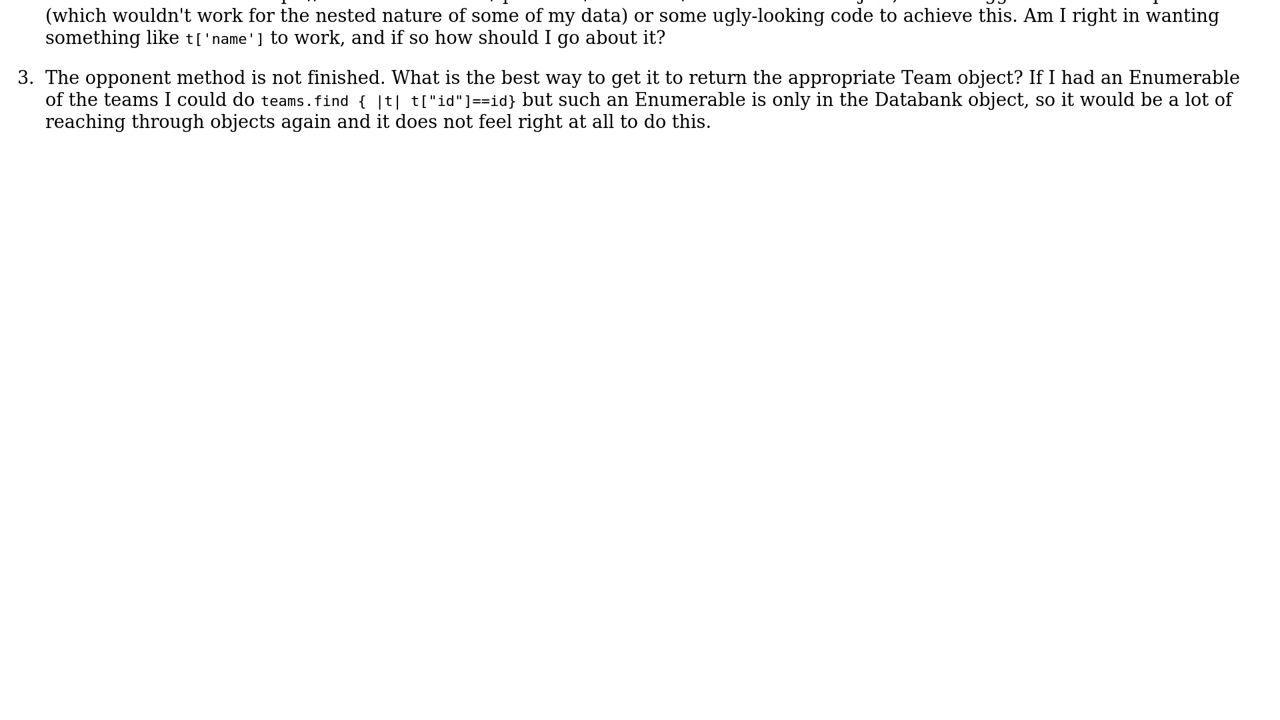 (which wouldn't work for the nested nature of some of my data) or some ugly-looking code to achieve this. Am I right in wanting
something like t['name'] to work, and if so how should I go about it?
3. The opponent method is not finished. What is the best way to get it to return the appropriate Team object? If I had an Enumerable
of the teams I could do teams.find { |t| t["id"]==id} but such an Enumerable is only in the Databank object, so it would be a lot of
reaching through objects again and it does not feel right at all to do this.